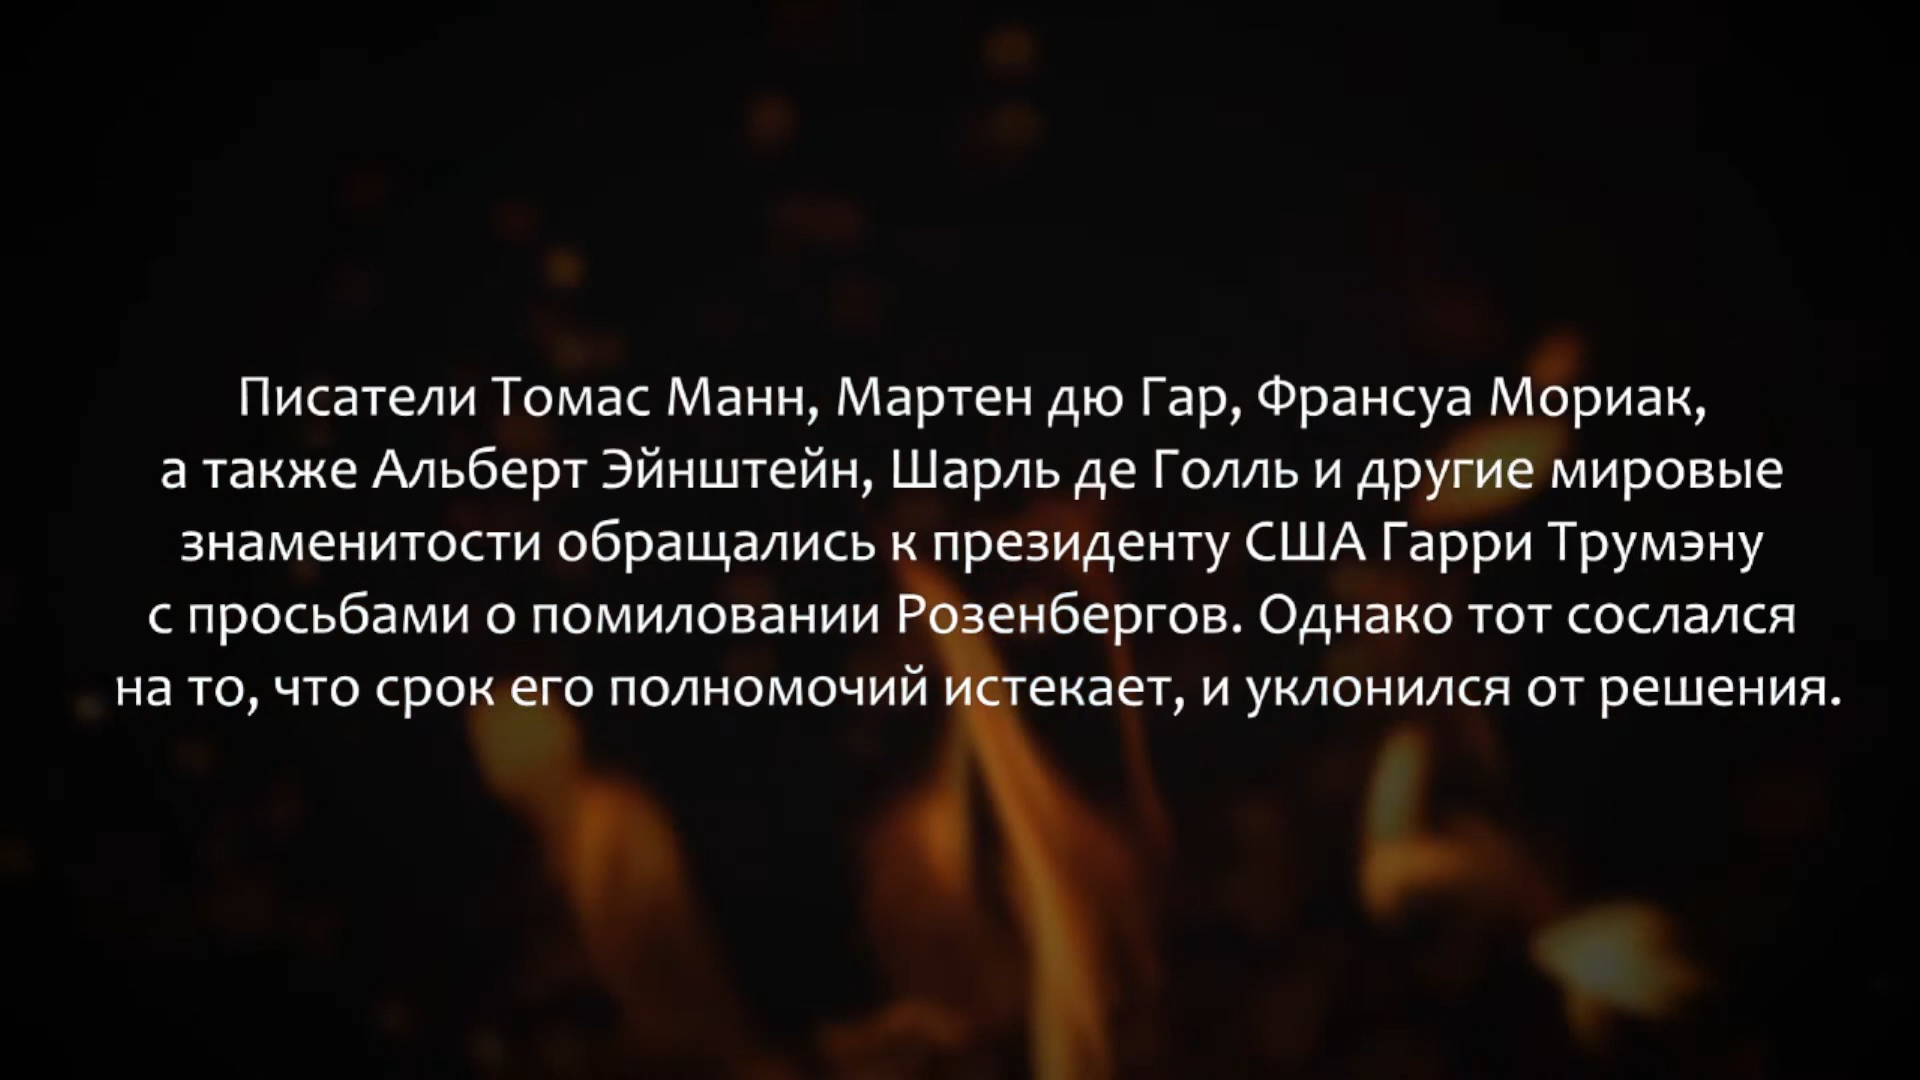 Писатели Томас Манн, Мартен дю Гар, Франсуа Мориак,
а также Альберт Эйнштейн, Шарль де Голль и другие мировые
знаменитости обращались к президенту США Гарри Трумэну
с просьбами о помиловании Розенбергов. Однако тот сослался
на то, что срок его полномочий истекает, и уклонился от решения.